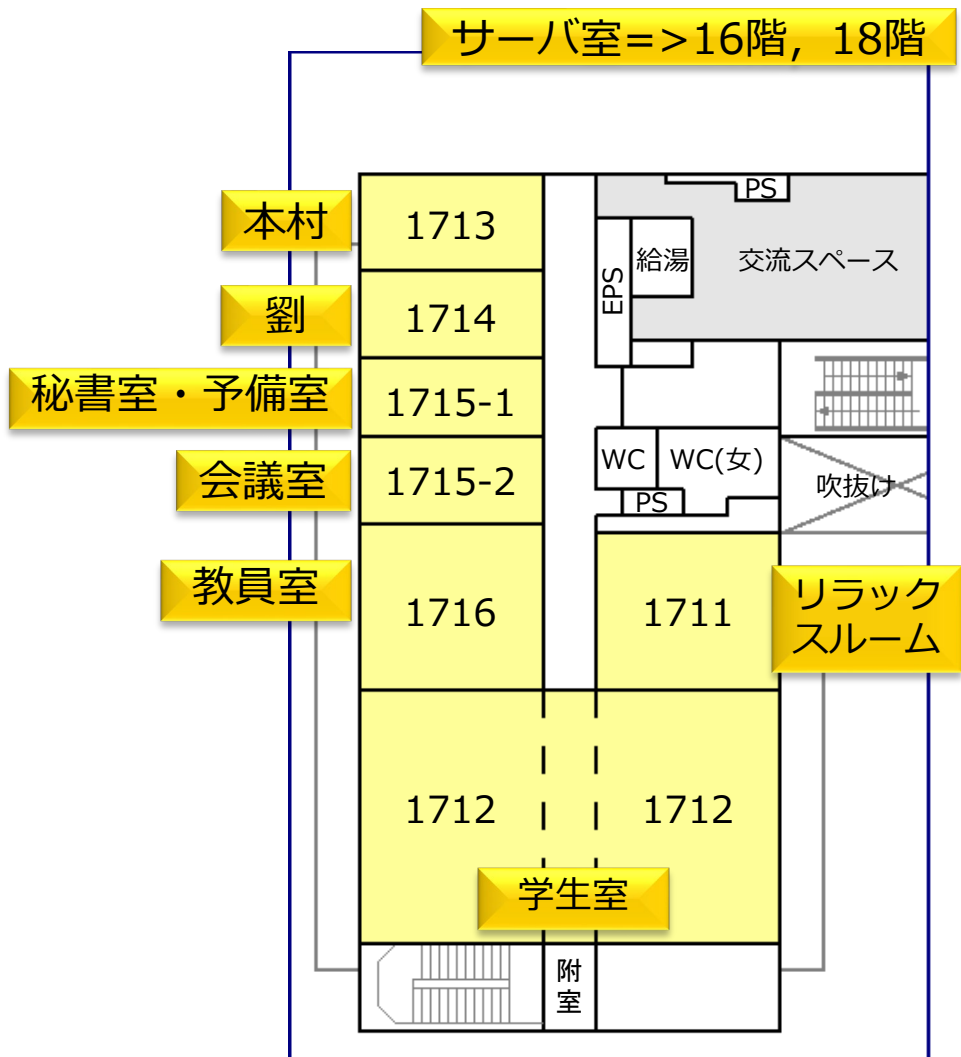 サーバ室=>16階，18階
PS
本村
1713
給湯
交流スペース
EPS
劉
1714
秘書室・予備室
1715-1
会議室
1715-2
WC
WC(女)
PS
吹抜け
教員室
1716
1711
リラック
スルーム
1712
1712
学生室
附
室